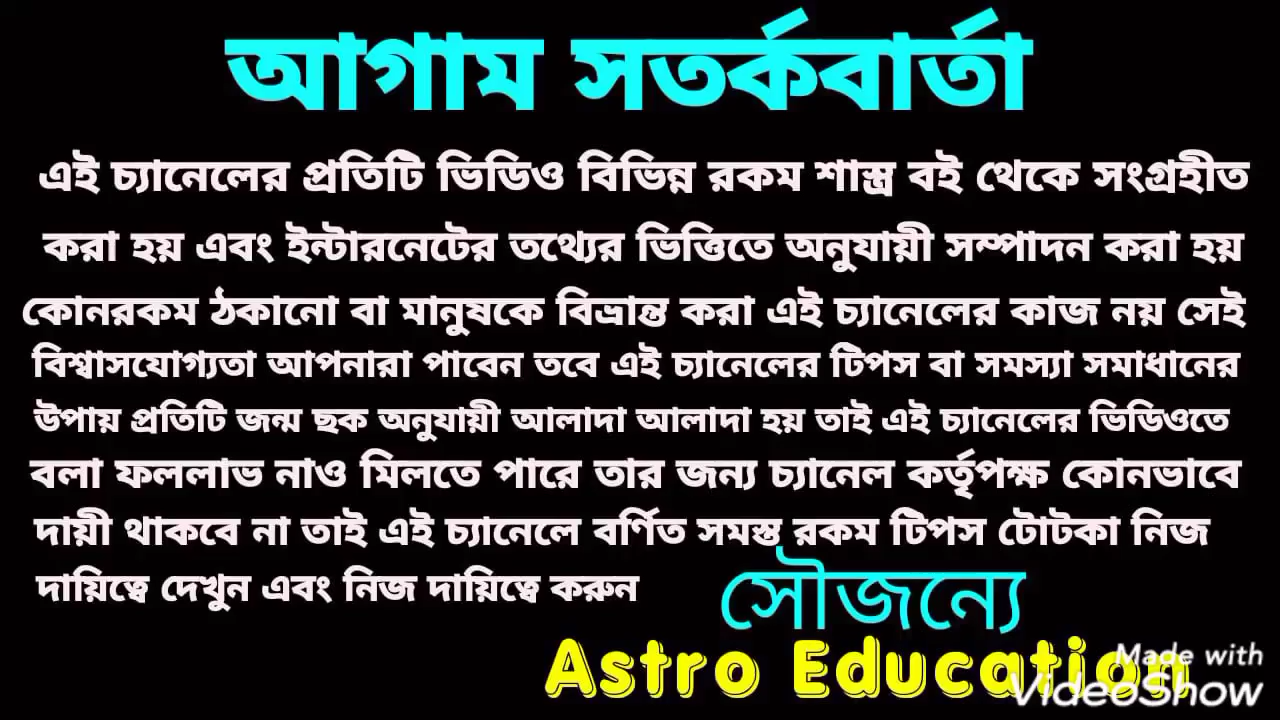 আগাম সতর্কবার্তা
এই চ্যানেলের প্রতিটি ভিডিও বিভিন্ন রকম শাস্ত্র বই থেকে সংগ্রহীত
করা হয় এবং ইন্টারনেটের তথ্যের ভিত্তিতে অনুযায়ী সম্পাদন করা হয়
কোনরকম ঠকানো বা মানুষকে বিভ্রান্ত করা এই চ্যানেলের কাজ নয় সেই
বিশ্বাসযোগ্যতা আপনারা পাবেন তবে এই চ্যানেলের টিপস বা সমস্যা সমাধানের
উপায় প্রতিটি জন্ম ছক অনুযায়ী আলাদা আলাদা হয় তাই এই চ্যানেলের ভিডিওতে
বলা ফললাভ নাও মিলতে পারে তার জন্য চ্যানেল কর্তৃপক্ষ কোনভাবে
দায়ী থাকবে না তাই এই চ্যানেলে বর্ণিত সমস্ত রকম টিপস টোটকা নিজ
দায়িত্বে দেখুন এবং নিজ দায়িত্বে করুন
সৌজন্যে
Astro Education
Made with
VideoShow